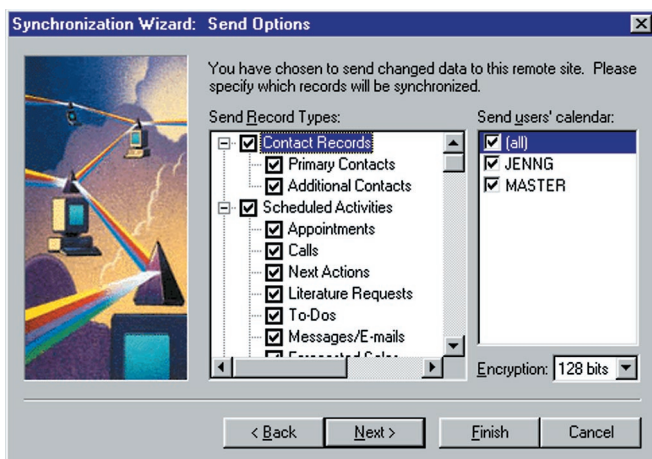 Synchronization Wizard: Send Options
You have chosen to send changed data to this remote site. Please
specify which records will be synchronized.
Send Record Types:
Contact Records
Primary Contacts
Additional Contacts
Scheduled Activities
Appointments
Calls
Next Actions
Literature Requests
To-Dos
Messages/E-mails
Send users' calendar:
(all)
JENNG
MASTER
Encryption: 128 bits
< Back
Next >
Finish
Cancel